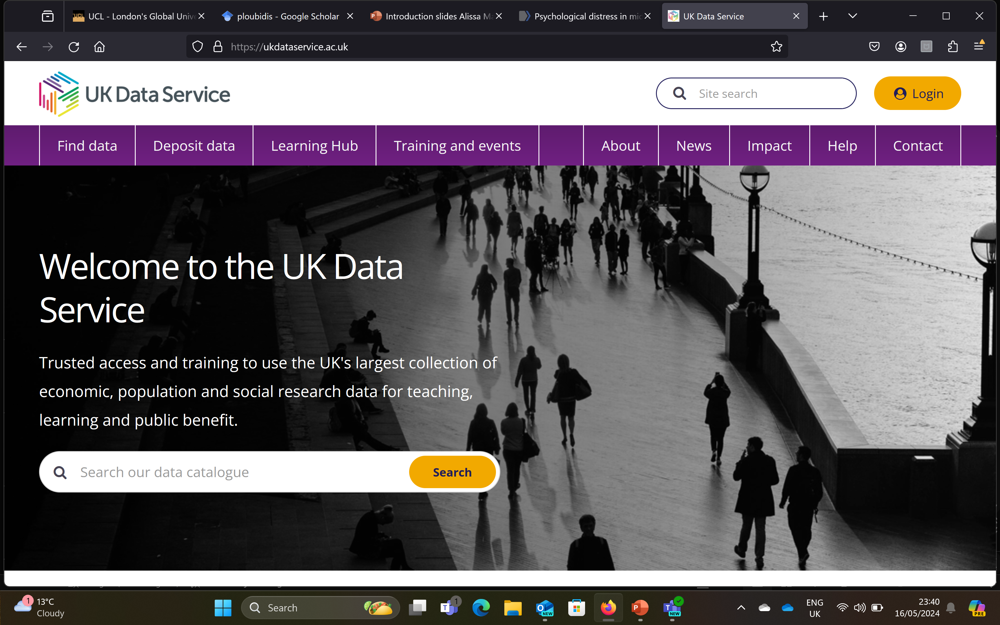 UCL - London's Global Unive
ploubidis - Google Scholar
Introduction slides Alissa Ma
Psychological distress in mid
UK Data Service
https://ukdataservice.ac.uk
UK Data Service
Site search
Login
Find data
Deposit data
Learning Hub
Training and events
About
News
Impact
Help
Contact
Welcome to the UK Data
Service
Trusted access and training to use the UK's largest collection of
economic, population and social research data for teaching,
learning and public benefit.
Search our data catalogue
Search
1
13°C
Cloudy
Search
1
NEW
NEW
ENG
UK
23:40
16/05/2024
PRE